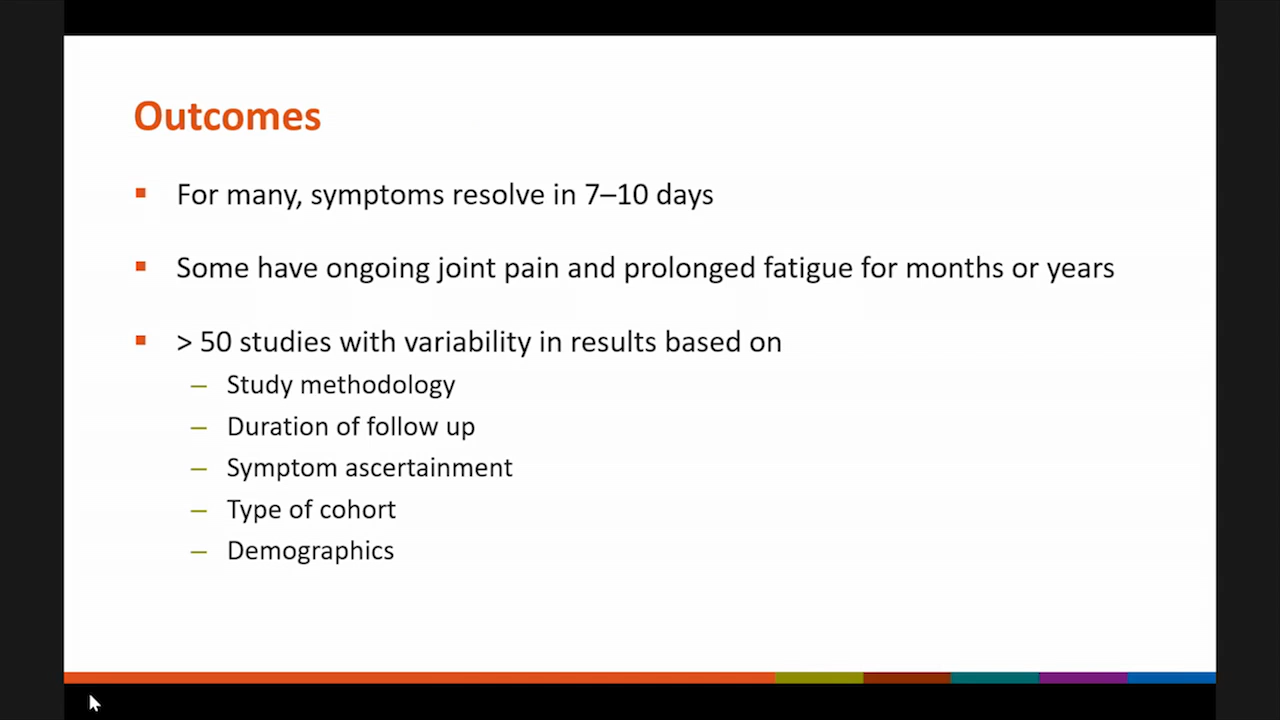 Outcomes
For many, symptoms resolve in 7–10 days
Some have ongoing joint pain and prolonged fatigue for months or years
> 50 studies with variability in results based on
– Study methodology
– Duration of follow up
– Symptom ascertainment
– Type of cohort
– Demographics